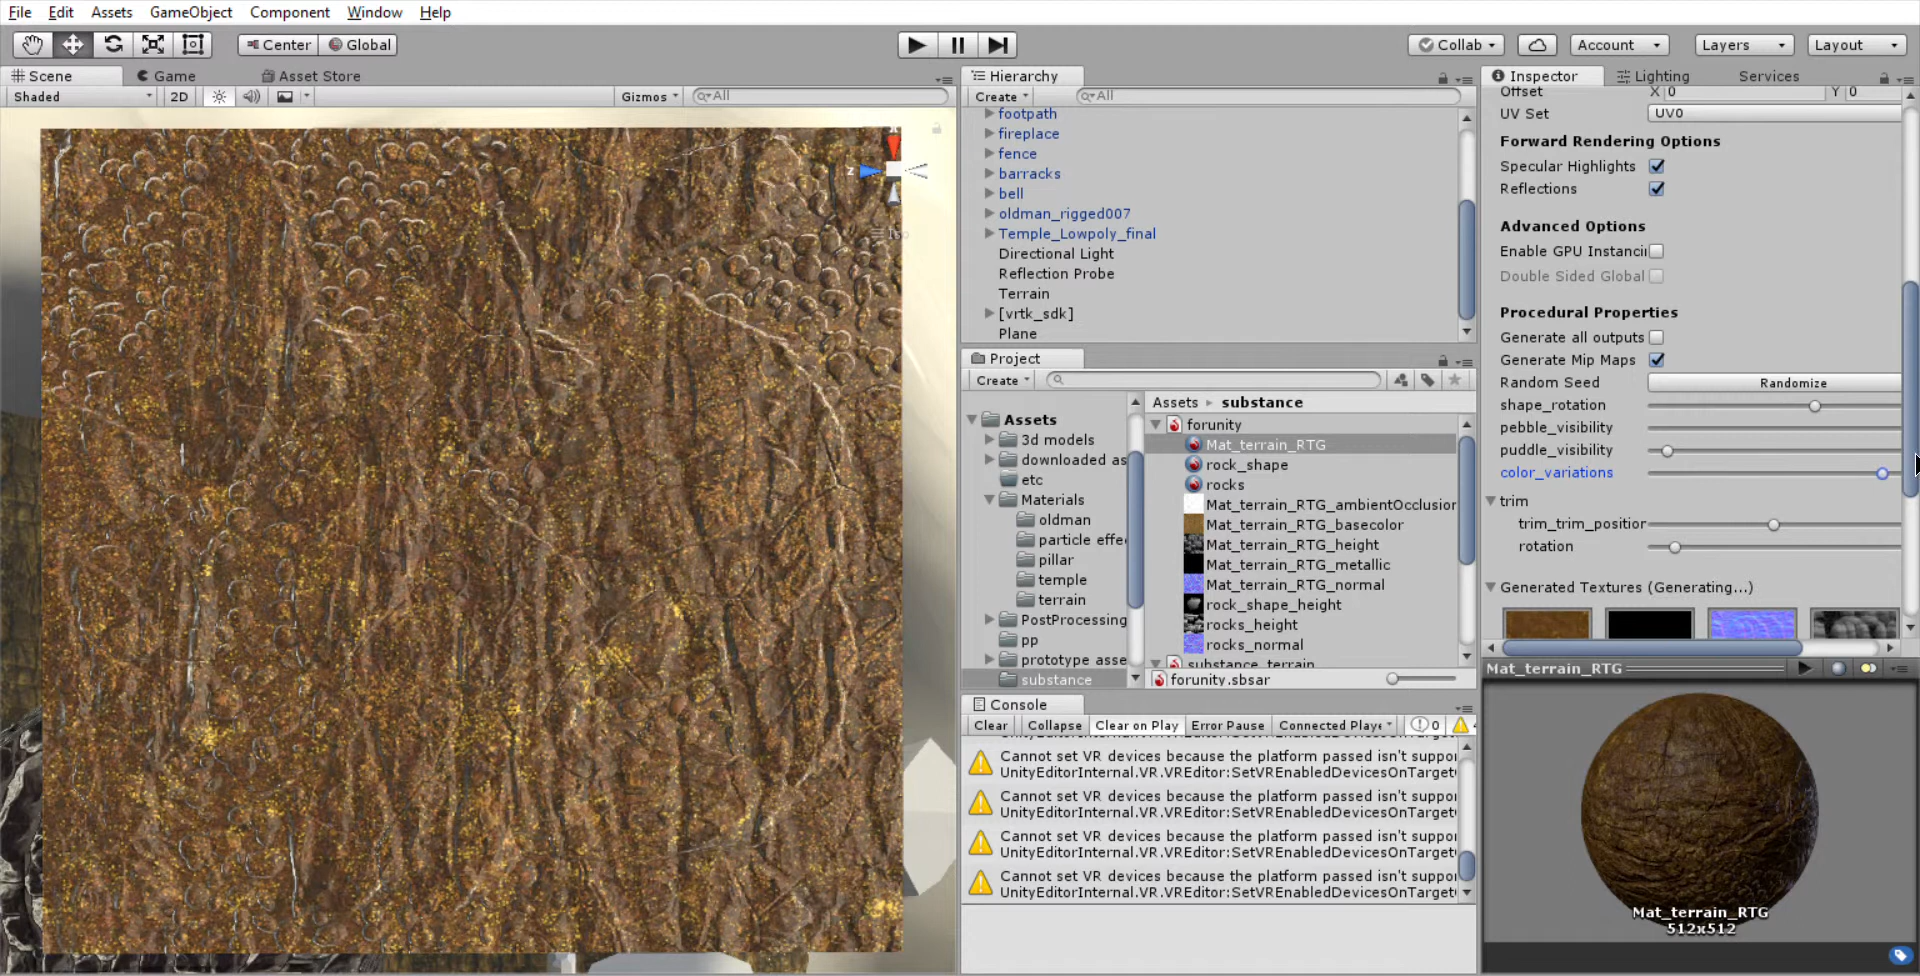 File Edit Assets GameObject Component Window Help
Center Global Collab Account Layers Layout
Scene Game Asset Store
Shaded 2D Gizmos All
z
Hierarchy
Create All
footpath
fireplace
fence
barracks
bell
oldman_rigged007
Temple_Lowpoly_final
Directional Light
Reflection Probe
Terrain
[vrtk_sdk]
Plane
Project
Create
Assets
3d models
downloaded as
etc
Materials
oldman
particle effe
pillar
temple
terrain
PostProcessing
pp
prototype asse
substance
Assets substance
forunity
Mat_terrain_RTG
rock_shape
rocks
Mat_terrain_RTG_ambientOcclusior
Mat_terrain_RTG_basecolor
Mat_terrain_RTG_height
Mat_terrain_RTG_metallic
Mat_terrain_RTG_normal
rock_shape_height
rocks_height
rocks_normal
substance_terrain
forunity.sbsar
Console
Clear Collapse Clear on Play Error Pause Connected Playe 0
Cannot set VR devices because the platform passed isn't suppor
UnityEditorInternal.VR.VREditor:SetVREnabledDevicesOnTarget
Cannot set VR devices because the platform passed isn't suppor
UnityEditorInternal.VR.VREditor:SetVREnabledDevicesOnTarget
Cannot set VR devices because the platform passed isn't suppor
UnityEditorInternal.VR.VREditor:SetVREnabledDevicesOnTarget
Cannot set VR devices because the platform passed isn't suppor
UnityEditorInternal.VR.VREditor:SetVREnabledDevicesOnTarget
Inspector Lighting Services
Offset X 0 Y 0
UV Set UV0
Forward Rendering Options
Specular Highlights
Reflections
Advanced Options
Enable GPU Instanci
Double Sided Global
Procedural Properties
Generate all outputs
Generate Mip Maps
Random Seed Randomize
shape_rotation
pebble_visibility
puddle_visibility
color_variations
trim
trim_trim_position
rotation
Generated Textures (Generating...)
Mat_terrain_RTG
Mat_terrain_RTG
512x512